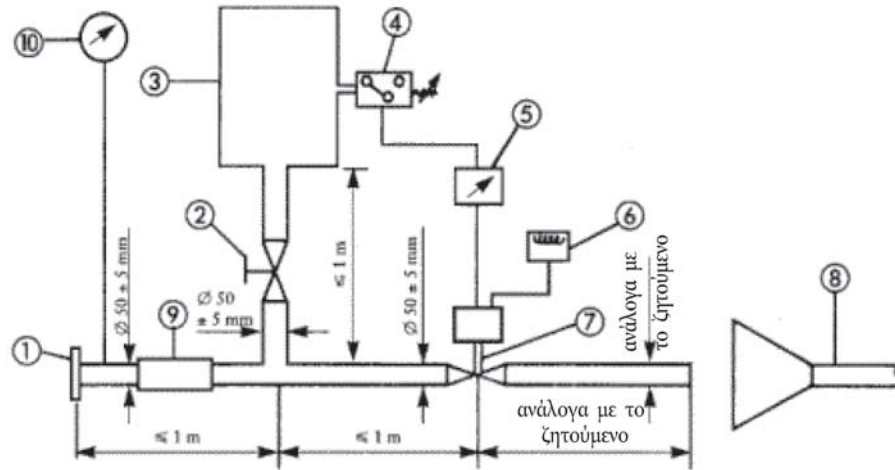 ⑩
④
③
⑤
②
⑥
≤ 1 m
Ø 50 ± 5 mm
Ø 50
± 5 mm
Ø 50 ± 5 mm
ανάλογα με
το ζητούμενο
⑨
⑦
⑧
①
≤ 1 m
≤ 1 m
ανάλογα με το
ζητούμενο